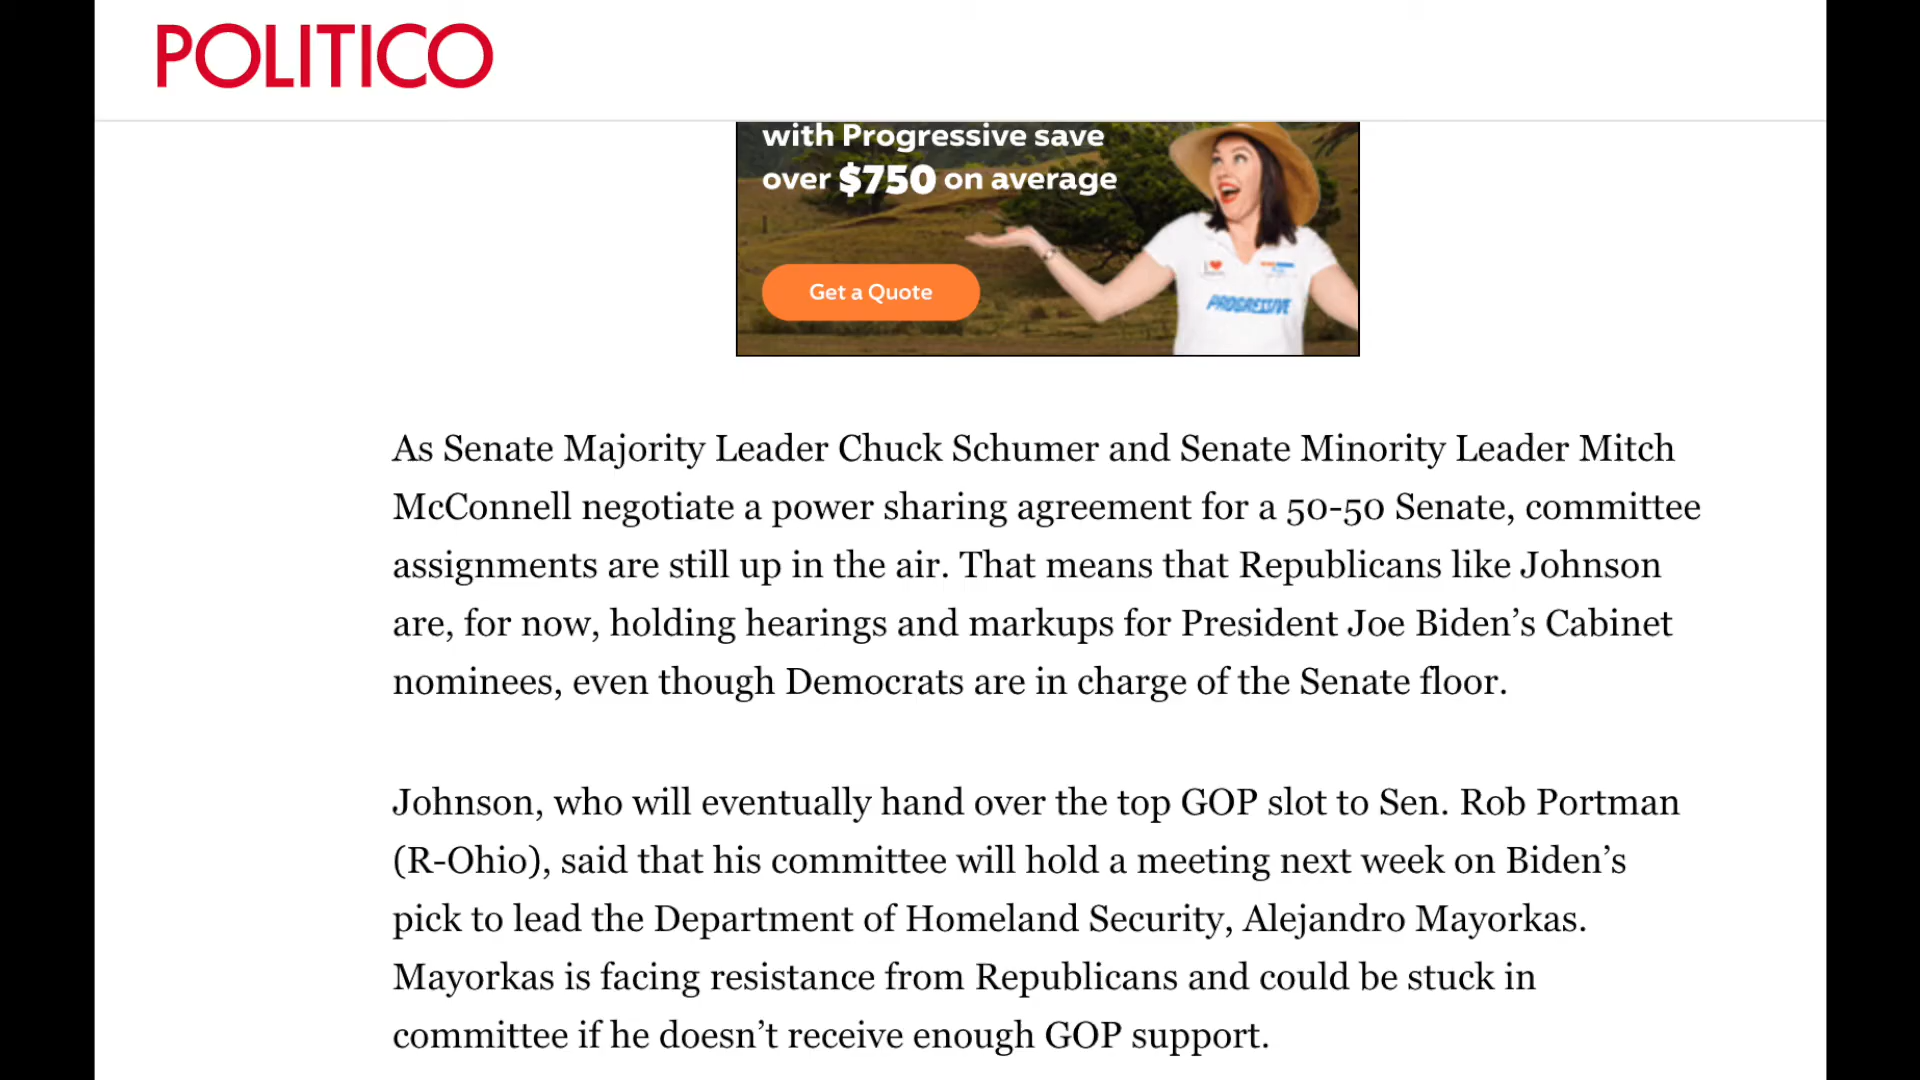 POLITICO
with Progressive save
over $750 on average
Get a Quote
PROGRESSIVE
As Senate Majority Leader Chuck Schumer and Senate Minority Leader Mitch
McConnell negotiate a power sharing agreement for a 50-50 Senate, committee
assignments are still up in the air. That means that Republicans like Johnson
are, for now, holding hearings and markups for President Joe Biden’s Cabinet
nominees, even though Democrats are in charge of the Senate floor.
Johnson, who will eventually hand over the top GOP slot to Sen. Rob Portman
(R-Ohio), said that his committee will hold a meeting next week on Biden’s
pick to lead the Department of Homeland Security, Alejandro Mayorkas.
Mayorkas is facing resistance from Republicans and could be stuck in
committee if he doesn’t receive enough GOP support.